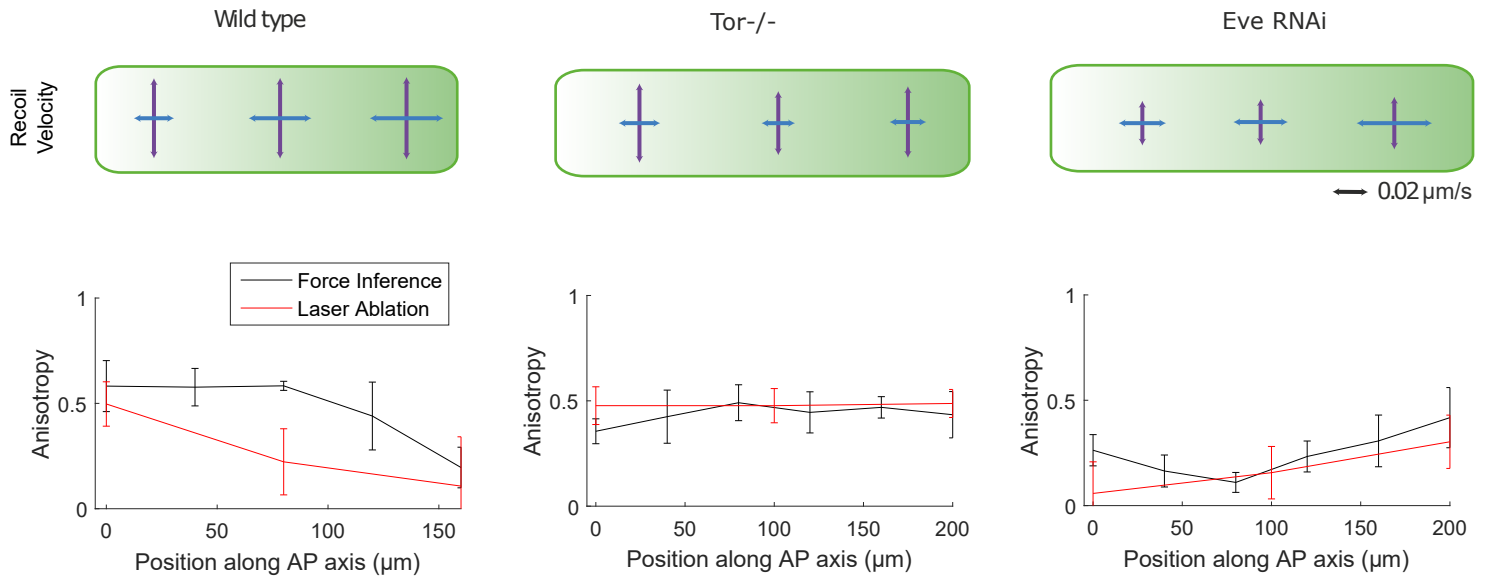 Wild type
Tor-/-
Eve RNAi
Recoil
Velocity
0.02 µm/s
Force Inference
Laser Ablation
Anisotropy
1
0.5
0
0
50
100
150
Position along AP axis (µm)
Anisotropy
1
0.5
0
0
50
100
150
200
Position along AP axis (µm)
Anisotropy
1
0.5
0
0
50
100
150
200
Position along AP axis (µm)